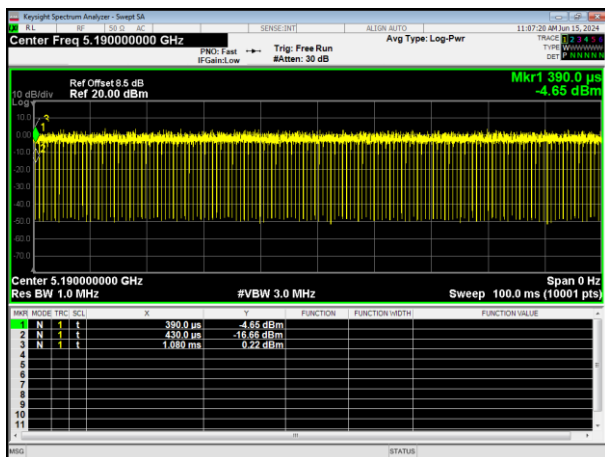 Keysight Spectrum Analyzer - Swept SA
RL RF 50 Ω AC SENSE:INT ALIGN AUTO 11:07:20 AM Jun 15, 2024
Center Freq 5.190000000 GHz
PNO: Fast
IFGain:Low
Trig: Free Run
#Atten: 30 dB
Avg Type: Log-Pwr
TRACE 1 2 3 4 5 6
TYPE WWWWWW
DET P NNNNN
Mkr1 390.0 µs
-4.65 dBm
Ref Offset 8.5 dB
Ref 20.00 dBm
10 dB/div
Log
10.0
0.00
-10.0
-20.0
-30.0
-40.0
-50.0
-60.0
-70.0
3
1
2
Center 5.190000000 GHz
Span 0 Hz
Res BW 1.0 MHz
#VBW 3.0 MHz
Sweep 100.0 ms (10001 pts)
MKR MODE TRC SCL X Y FUNCTION FUNCTION WIDTH FUNCTION VALUE
1 N 1 t 390.0 µs -4.65 dBm
2 N 1 t 430.0 µs -16.66 dBm
3 N 1 t 1.080 ms 0.22 dBm
4
5
6
7
8
9
10
11
MSG
STATUS